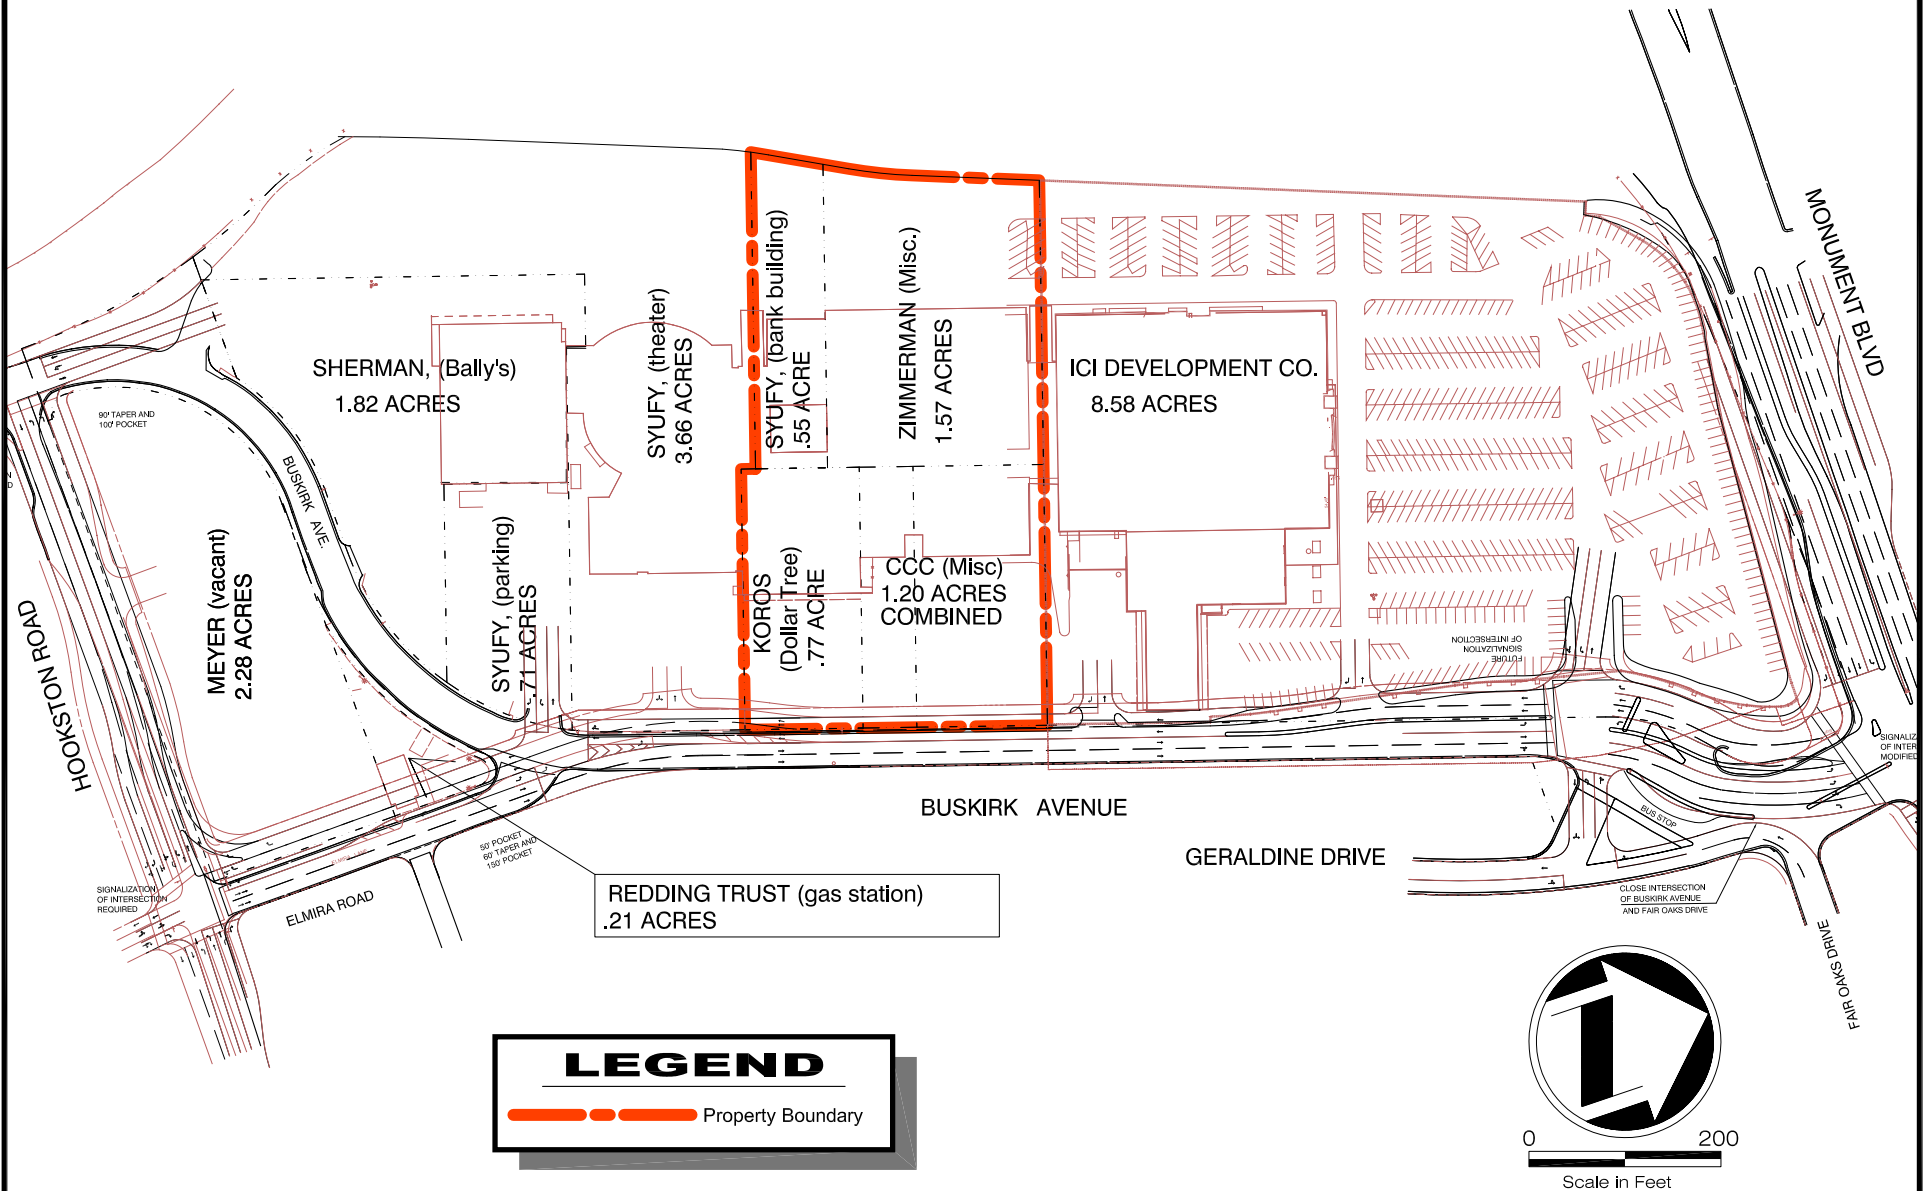 MONUMENT BLVD
SHERMAN, (Bally's)
1.82 ACRES
SYUFY, (theater)
3.66 ACRES
SYUFY, (bank building)
.55 ACRE
ZIMMERMAN (Misc.)
1.57 ACRES
ICI DEVELOPMENT CO.
8.58 ACRES
90' TAPER AND
100' POCKET
BUSKIRK AVE.
MEYER (vacant)
2.28 ACRES
SYUFY, (parking)
.71 ACRES
KOROS
(Dollar Tree)
.77 ACRE
CCC (Misc)
1.20 ACRES
COMBINED
FUTURE
SIGNALIZATION
OF INTERSECTION
HOOKSTON ROAD
SIGNALIZ
OF INTER
MODIFIED
BUSKIRK AVENUE
BUS STOP
GERALDINE DRIVE
50' POCKET
60' TAPER AND
150' POCKET
SIGNALIZATION
OF INTERSECTION
REQUIRED
ELMIRA ROAD
REDDING TRUST (gas station)
.21 ACRES
CLOSE INTERSECTION
OF BUSKIRK AVENUE
AND FAIR OAKS DRIVE
FAIR OAKS DRIVE
LEGEND
Property Boundary
0 200
Scale in Feet